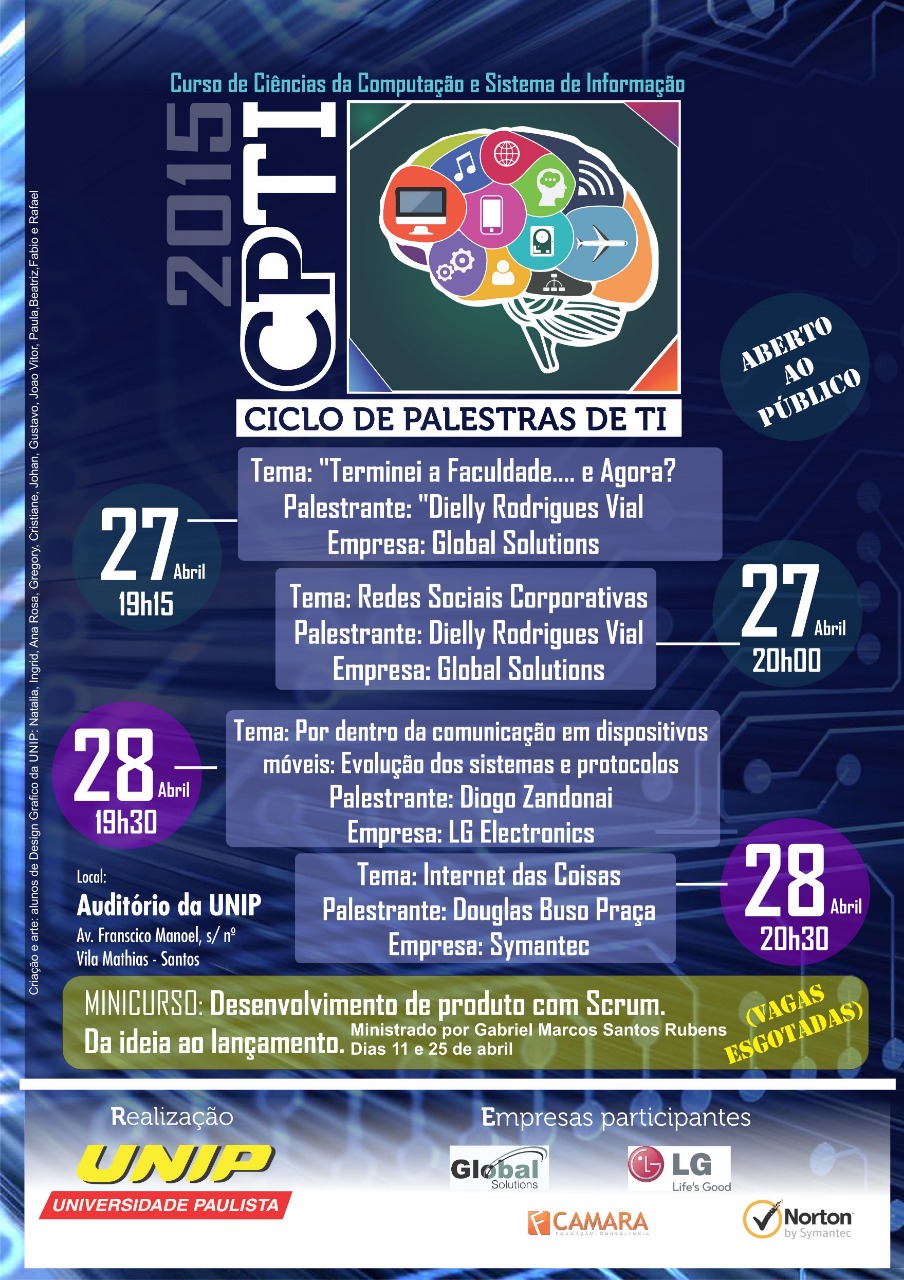 Curso de Ciências da Computação e Sistema de Informação
2015
CPTI
CICLO DE PALESTRAS DE TI
ABERTO
AO
PÚBLICO
27 Abril
19h15
Tema: "Terminei a Faculdade.... e Agora?
Palestrante: "Dielly Rodrigues Vial
Empresa: Global Solutions
27 Abril
20h00
Tema: Redes Sociais Corporativas
Palestrante: Dielly Rodrigues Vial
Empresa: Global Solutions
28 Abril
19h30
Tema: Por dentro da comunicação em dispositivos
móveis: Evolução dos sistemas e protocolos
Palestrante: Diogo Zandonai
Empresa: LG Electronics
28 Abril
20h30
Tema: Internet das Coisas
Palestrante: Douglas Buso Praça
Empresa: Symantec
Local:
Auditório da UNIP
Av. Franscico Manoel, s/ nº
Vila Mathias - Santos
MINICURSO: Desenvolvimento de produto com Scrum.
Da ideia ao lançamento.
Ministrado por Gabriel Marcos Santos Rubens
Dias 11 e 25 de abril
(VAGAS
ESGOTADAS)
Criação e arte: alunos de Design Grafico da UNIP: Natalia, Ingrid, Ana Rosa, Gregory, Cristiane, Johan, Gustavo, Joao Vitor, Paula,Beatriz,Fabio e Rafael
Realização
UNIP
UNIVERSIDADE PAULISTA
Empresas participantes
Global
Solutions
LG
Life's Good
F CAMARA
FORMAÇÃO, CONSULTORIA
Norton
by Symantec